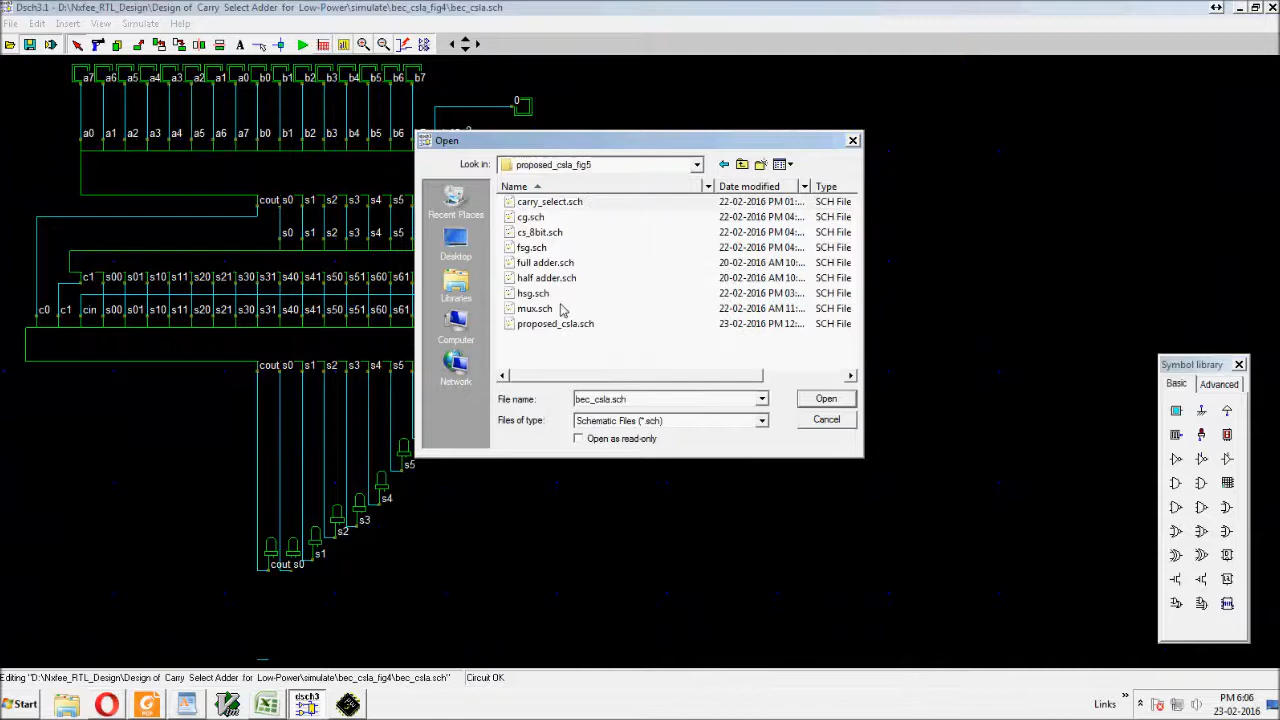 Dsch3.1 - D:\Nxfee_RTL_Design\Design of Carry Select Adder for Low-Power\simulate\bec_csla_fig4\bec_csla.sch
File Edit Insert View Simulate Help
a7 a6 a5 a4 a3 a2 a1 a0 b0 b1 b2 b3 b4 b5 b6 b7
0
a0 a1 a2 a3 a4 a5 a6 a7 b0 b1 b2 b3 b4 b5 b6
cout s0 s1 s2 s3 s4 s5
s0 s1 s2 s3 s4 s5
c1 s00 s10 s11 s20 s21 s30 s31 s40 s41 s50 s51 s60 s61
c0 c1 cin s00 s10 s11 s20 s21 s30 s31 s40 s41 s50 s51 s60 s61
cout s0 s1 s2 s3 s4 s5
s5
s4
s3
s2
s1
cout s0
Open
Look in: proposed_csla_fig5
Name Date modified Type
carry_select.sch 22-02-2016 PM 01:... SCH File
cg.sch 22-02-2016 PM 04:... SCH File
cs_8bit.sch 22-02-2016 PM 04:... SCH File
fsg.sch 22-02-2016 PM 04:... SCH File
full adder.sch 20-02-2016 AM 10:... SCH File
half adder.sch 20-02-2016 AM 10:... SCH File
hsg.sch 22-02-2016 PM 03:... SCH File
mux.sch 20-02-2016 AM 11:... SCH File
proposed_csla.sch 23-02-2016 PM 12:... SCH File
Recent Places
Desktop
Libraries
Computer
Network
File name: bec_csla.sch Open
Files of type: Schematic Files (*.sch) Cancel
Open as read-only
Symbol library
Basic Advanced
Editing "D:\Nxfee_RTL_Design\Design of Carry Select Adder for Low-Power\simulate\bec_csla_fig4\bec_csla.sch" Circuit OK
Start dsch3 Links PM 6:06
23-02-2016